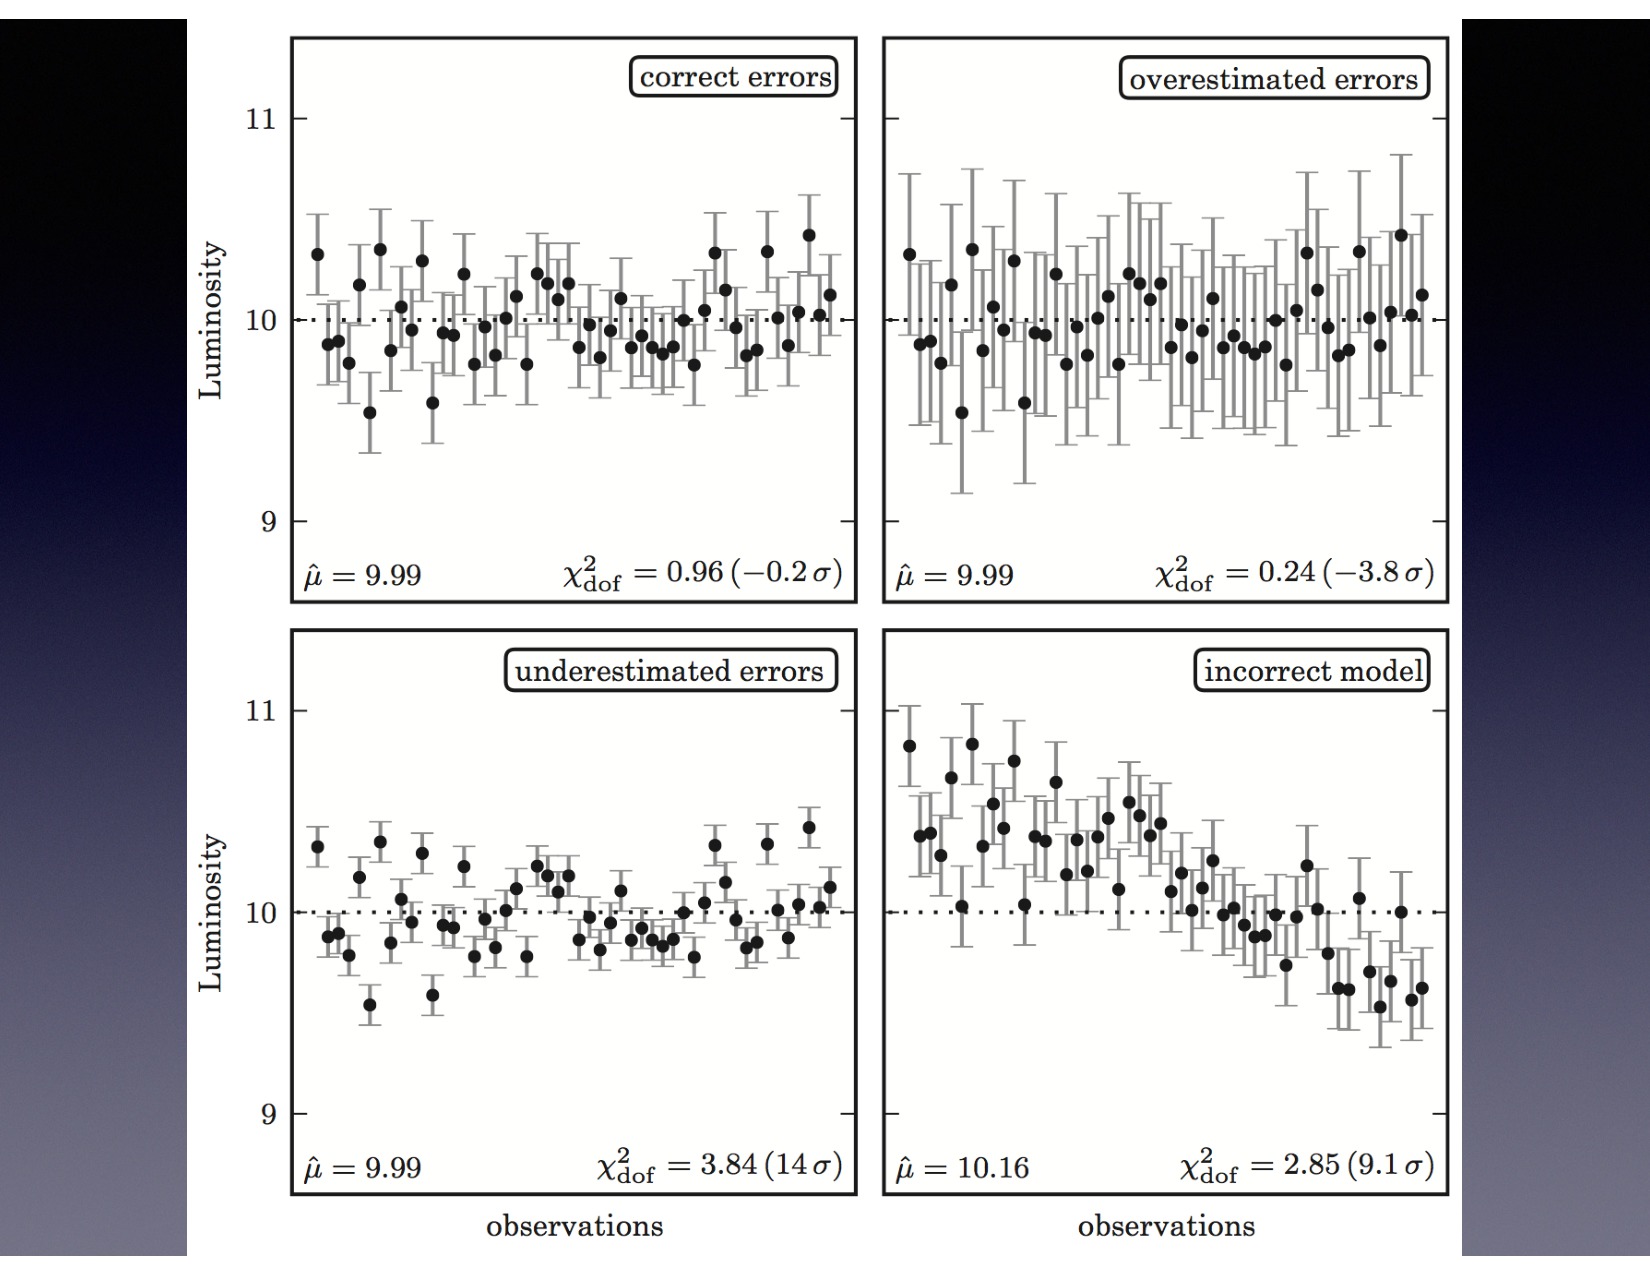 correct errors
11
10
9
Luminosity
μ̂ = 9.99
χ²dof = 0.96 (−0.2 σ)
overestimated errors
μ̂ = 9.99
χ²dof = 0.24 (−3.8 σ)
underestimated errors
11
10
9
Luminosity
μ̂ = 9.99
χ²dof = 3.84 (14 σ)
observations
incorrect model
μ̂ = 10.16
χ²dof = 2.85 (9.1 σ)
observations